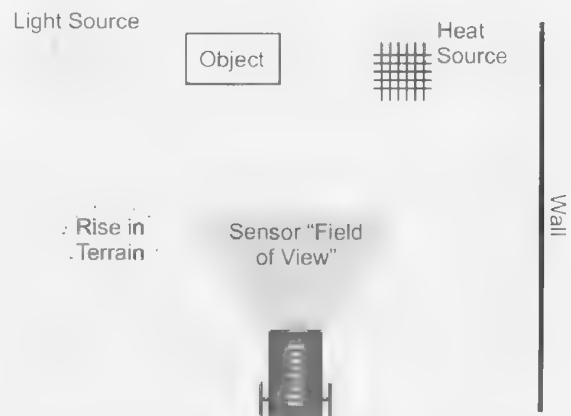 Light Source
Object
Heat
Source
Rise in
Terrain
Sensor “Field
of View”
Wall